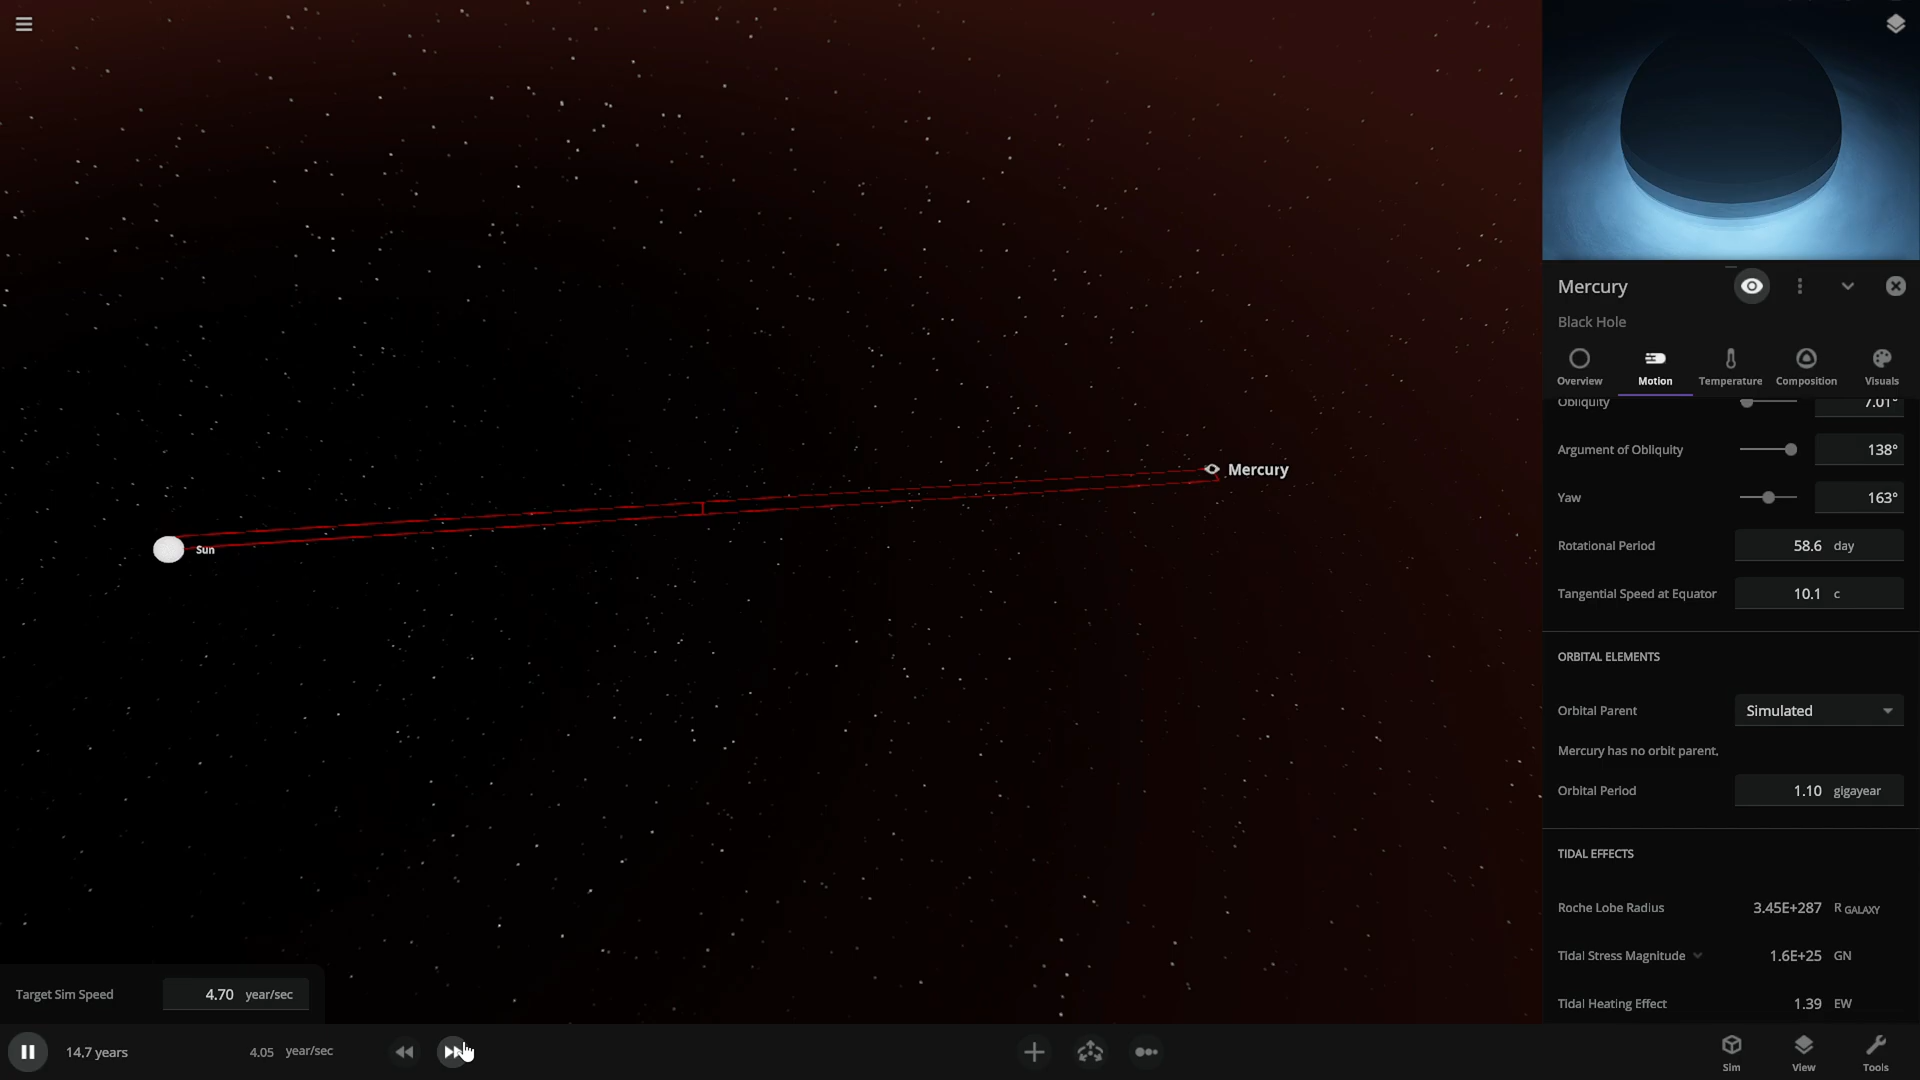 Mercury
Sun
Mercury
Black Hole
Overview Motion Temperature Composition Visuals
Obliquity 7.01°
Argument of Obliquity 138°
Yaw 163°
Rotational Period 58.6 day
Tangential Speed at Equator 10.1 c
ORBITAL ELEMENTS
Orbital Parent Simulated
Mercury has no orbit parent.
Orbital Period 1.10 gigayear
TIDAL EFFECTS
Roche Lobe Radius 3.45E+287 R GALAXY
Tidal Stress Magnitude 1.6E+25 GN
Tidal Heating Effect 1.39 EW
Target Sim Speed 4.70 year/sec
14.7 years 4.05 year/sec
Sim View Tools